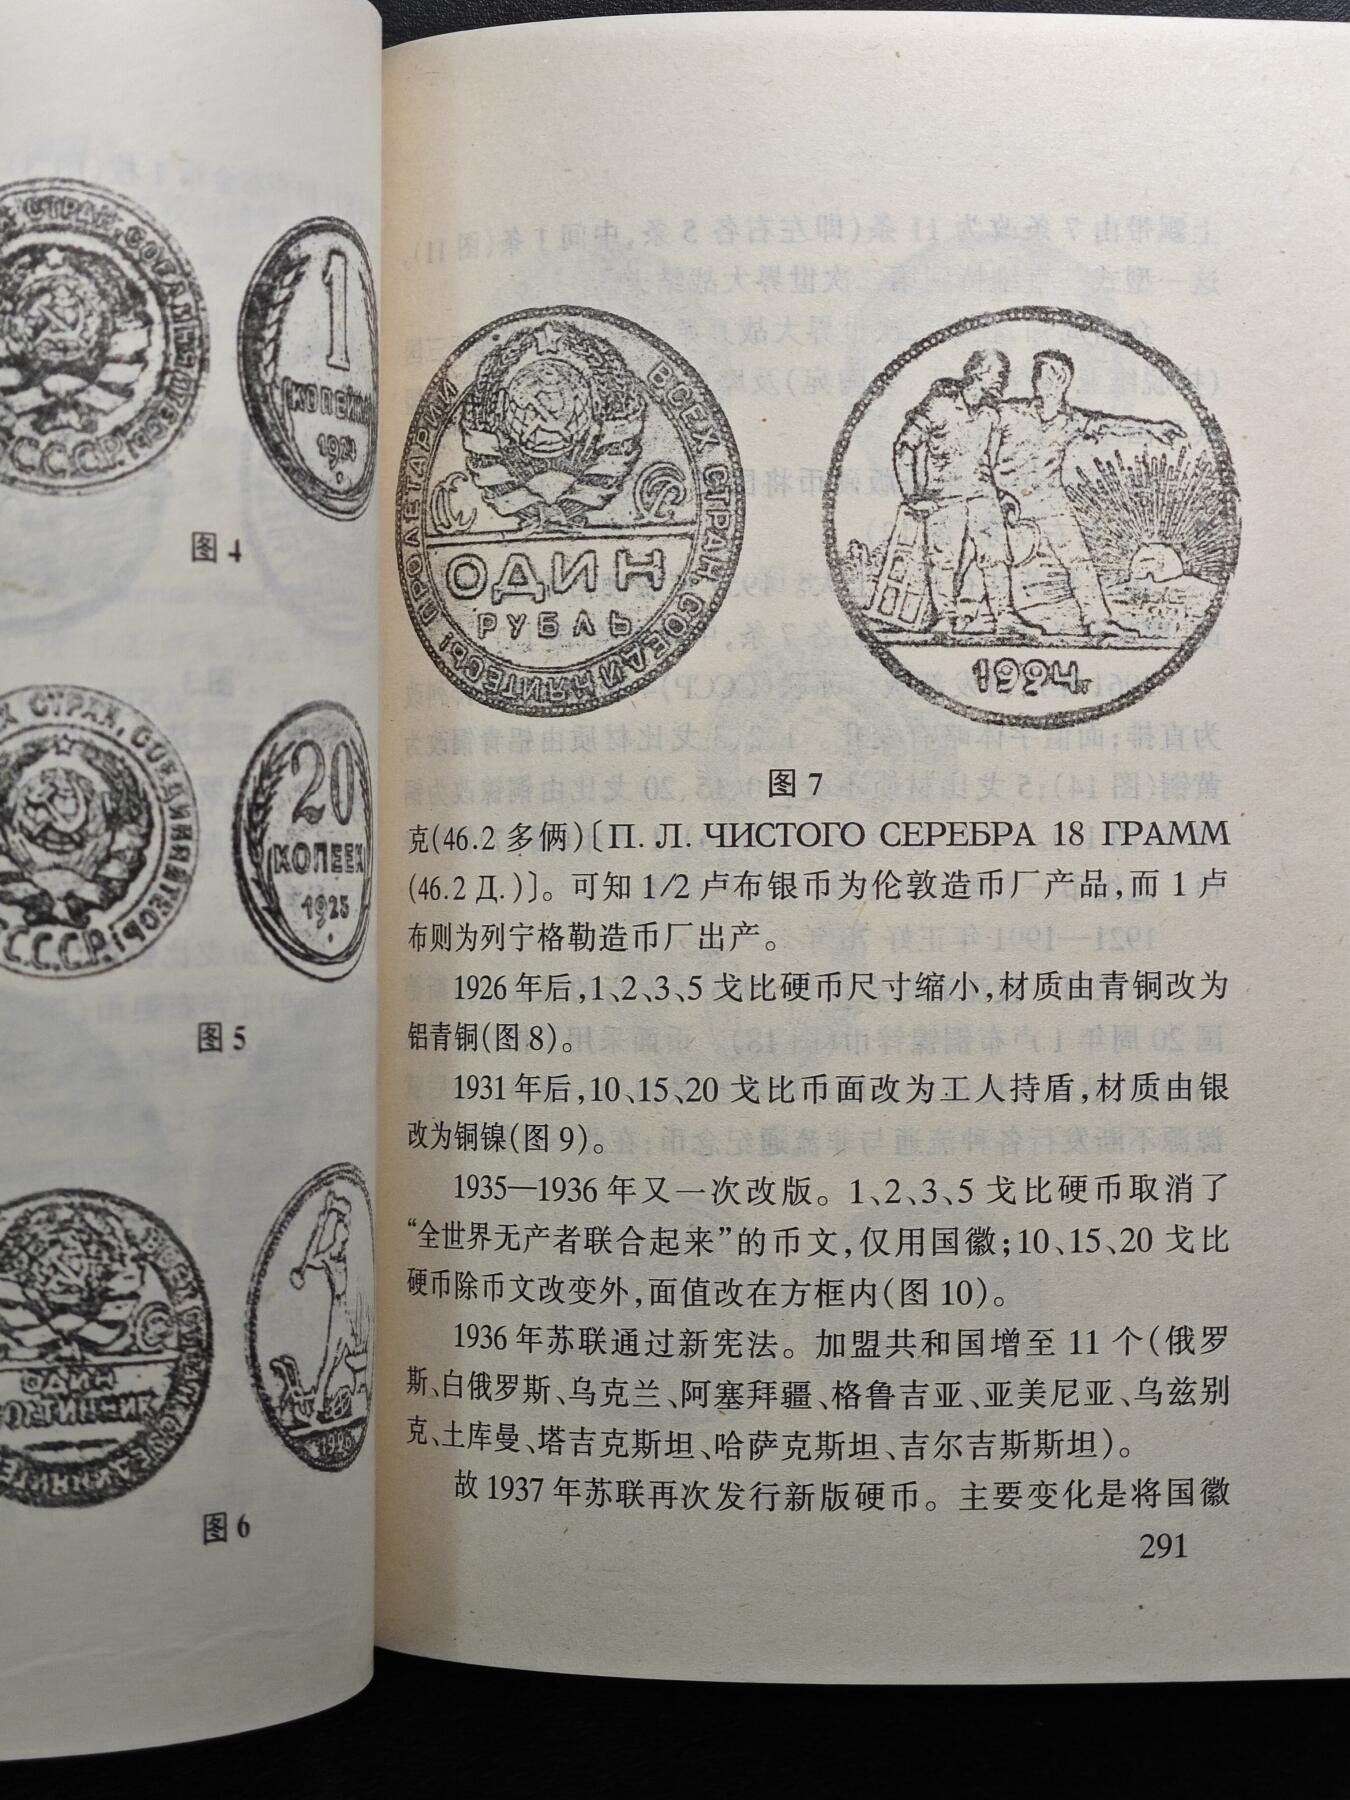 СТРАН, СОЕДИНЯЙТЕСЬ!
С.С.С.Р.
1
КОПЕЙКА
1924
图 4
Х СТРАН, СОЕДИНЯЙТЕСЬ!
С.С.С.Р.
20
КОПЕЕК
1925
图 5
ОДИН
图 6
ПРОЛЕТАРИИ ВСЕХ СТРАН СОЕДИНЯЙТЕСЬ!
ОДИН
РУБЛЬ
1924г.
图 7
克(46.2 多俩)〔П. Л. ЧИСТОГО СЕРЕБРА 18 ГРАММ
(46.2 Д.)〕。可知 1/2 卢布银币为伦敦造币厂产品,而 1 卢
布则为列宁格勒造币厂出产。
1926 年后,1、2、3、5 戈比硬币尺寸缩小,材质由青铜改为
铝青铜(图 8)。
1931 年后,10、15、20 戈比币面改为工人持盾,材质由银
改为铜镍(图 9)。
1935—1936 年又一次改版。1、2、3、5 戈比硬币取消了
“全世界无产者联合起来”的币文,仅用国徽;10、15、20 戈比
硬币除币文改变外,面值改在方框内(图 10)。
1936 年苏联通过新宪法。加盟共和国增至 11 个(俄罗
斯、白俄罗斯、乌克兰、阿塞拜疆、格鲁吉亚、亚美尼亚、乌兹别
克、土库曼、塔吉克斯坦、哈萨克斯坦、吉尔吉斯斯坦)。
故 1937 年苏联再次发行新版硬币。主要变化是将国徽
291